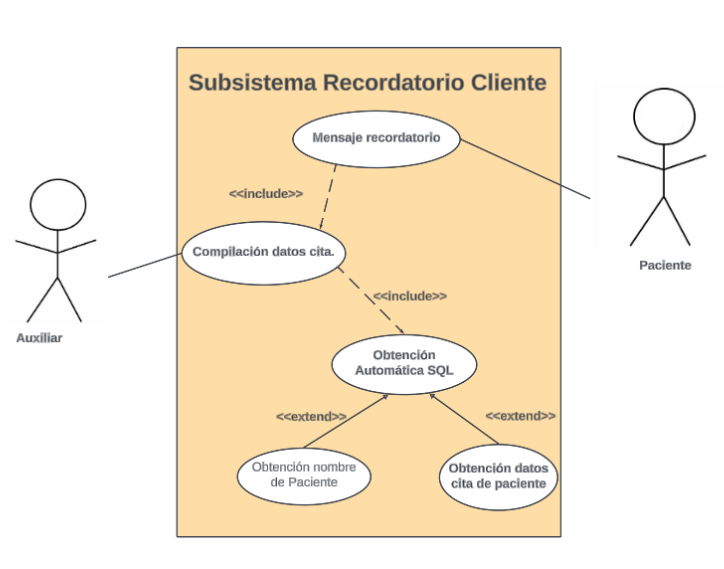 Subsistema Recordatorio Cliente
Mensaje recordatorio
<<include>>
Compilación datos cita.
Paciente
<<include>>
Auxiliar
Obtención
Automática SQL
<<extend>>
<<extend>>
Obtención nombre
de Paciente
Obtención datos
cita de paciente